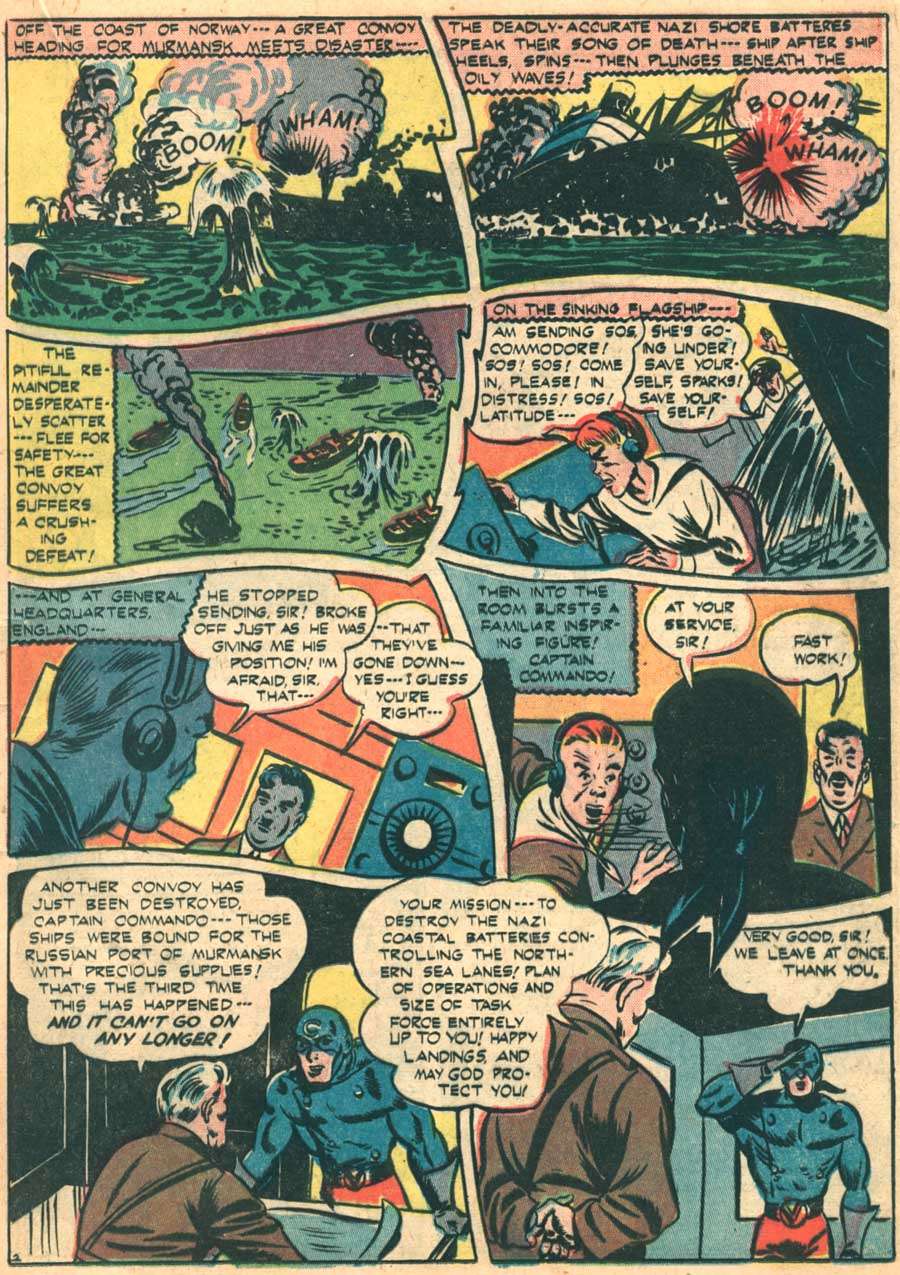 OFF THE COAST OF NORWAY--- A GREAT CONVOY
HEADING FOR MURMANSK MEETS DISASTER----
BOOM!
WHAM!
THE DEADLY-ACCURATE NAZI SHORE BATTERES
SPEAK THEIR SONG OF DEATH--- SHIP AFTER SHIP
HEELS, SPINS--- THEN PLUNGES BENEATH THE
OILY WAVES!
BOOM!
WHAM!
THE
PITIFUL RE-
MAINDER
DESPERATE-
LY SCATTER
--- FLEE FOR
SAFETY---
THE GREAT
CONVOY
SUFFERS
A CRUSH-
ING
DEFEAT!
ON THE SINKING FLAGSHIP---
AM SENDING SOS,
COMMODORE!
SOS! SOS! COME
IN, PLEASE! IN
DISTRESS! SOS!
LATITUDE---
SHE'S GO-
ING UNDER!
SAVE YOUR-
SELF, SPARKS!
SAVE YOUR-
SELF!
---AND AT GENERAL
HEADQUARTERS,
ENGLAND---
HE STOPPED
SENDING, SIR! BROKE
OFF JUST AS HE WAS
GIVING ME HIS
POSITION! I'M
AFRAID, SIR,
THAT---
--THAT
THEY'VE
GONE DOWN--
YES---I GUESS
YOU'RE
RIGHT---
THEN INTO THE
ROOM BURSTS A
FAMILIAR INSPIR-
ING FIGURE!
CAPTAIN
COMMANDO!
AT YOUR
SERVICE,
SIR!
FAST
WORK!
ANOTHER CONVOY HAS
JUST BEEN DESTROYED,
CAPTAIN COMMANDO--- THOSE
SHIPS WERE BOUND FOR THE
RUSSIAN PORT OF MURMANSK
WITH PRECIOUS SUPPLIES!
THAT'S THE THIRD TIME
THIS HAS HAPPENED---
AND IT CAN'T GO ON
ANY LONGER!
C
YOUR MISSION--- TO
DESTROY THE NAZI
COASTAL BATTERIES CON-
TROLLING THE NORTH-
ERN SEA LANES! PLAN
OF OPERATIONS AND
SIZE OF TASK
FORCE ENTIRELY
UP TO YOU! HAPPY
LANDINGS, AND
MAY GOD PRO-
TECT YOU!
VERY GOOD, SIR!
WE LEAVE AT ONCE.
THANK YOU.
2